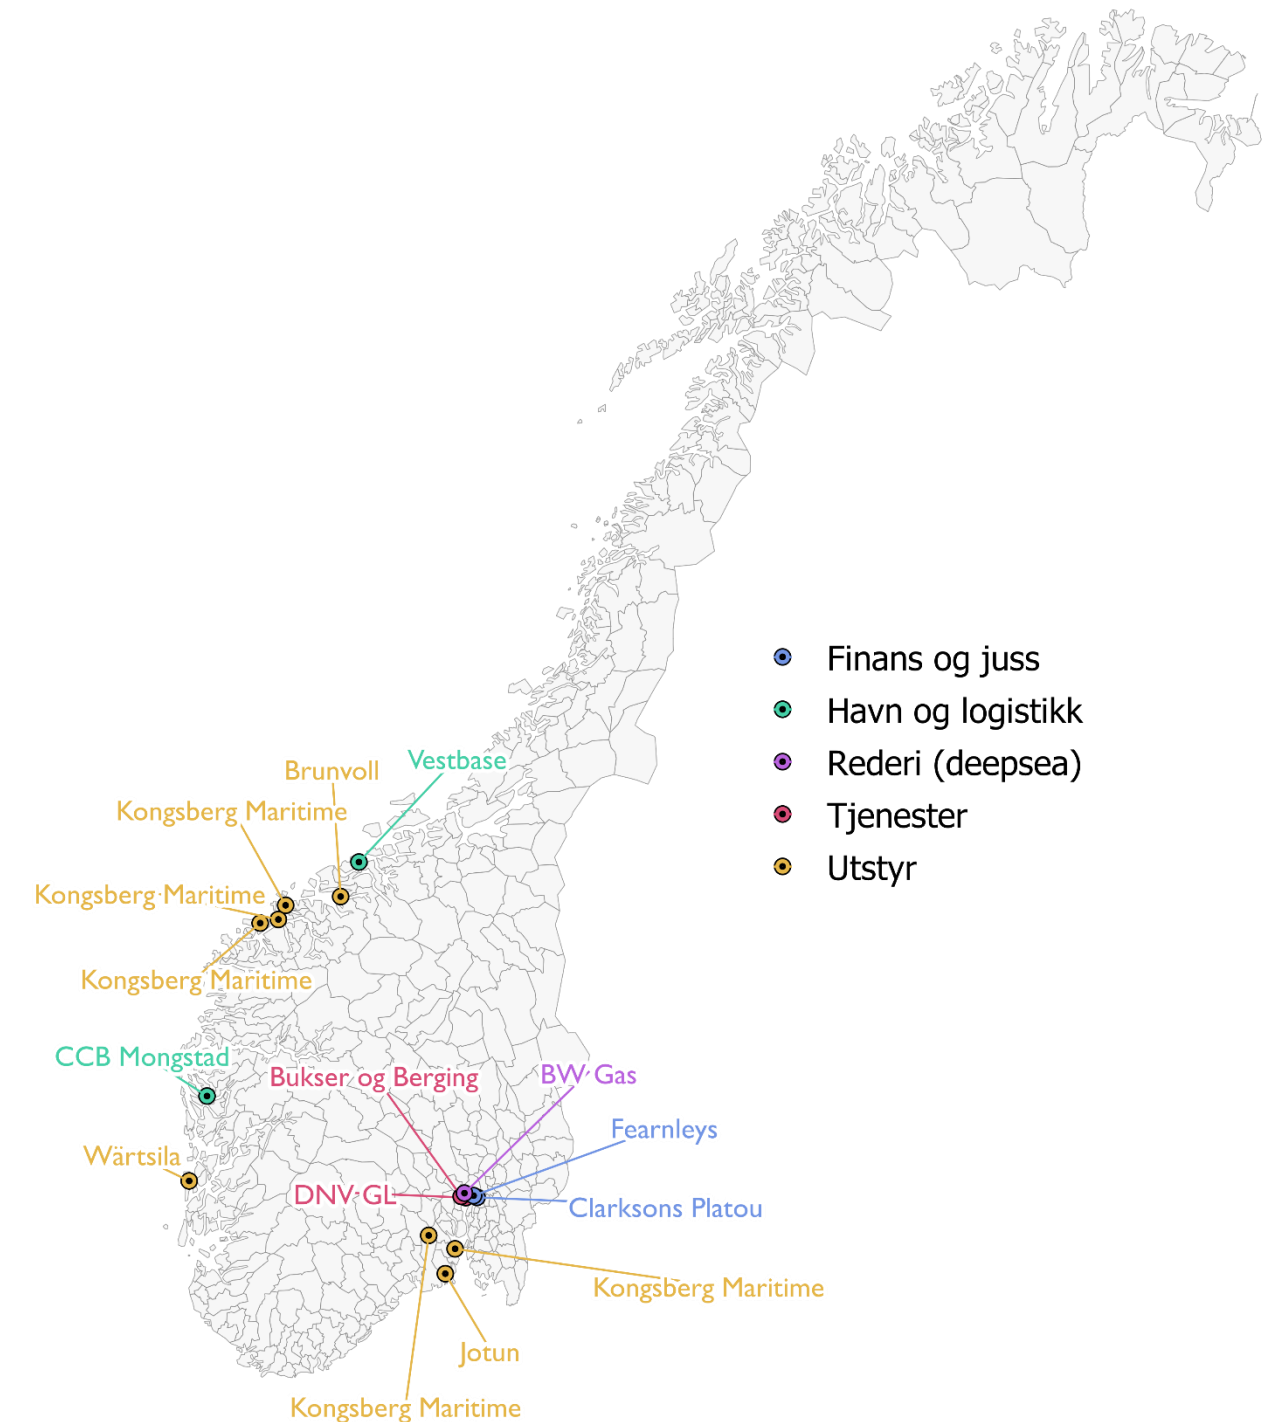 Finans og juss
Havn og logistikk
Rederi (deepsea)
Tjenester
Utstyr
Vestbase
Brunvoll
Kongsberg Maritime
Kongsberg Maritime
Kongsberg Maritime
CCB Mongstad
Bukser og Berging
BW Gas
Fearnleys
Wärtsila
DNV GL
Clarksons Platou
Kongsberg Maritime
Jotun
Kongsberg Maritime